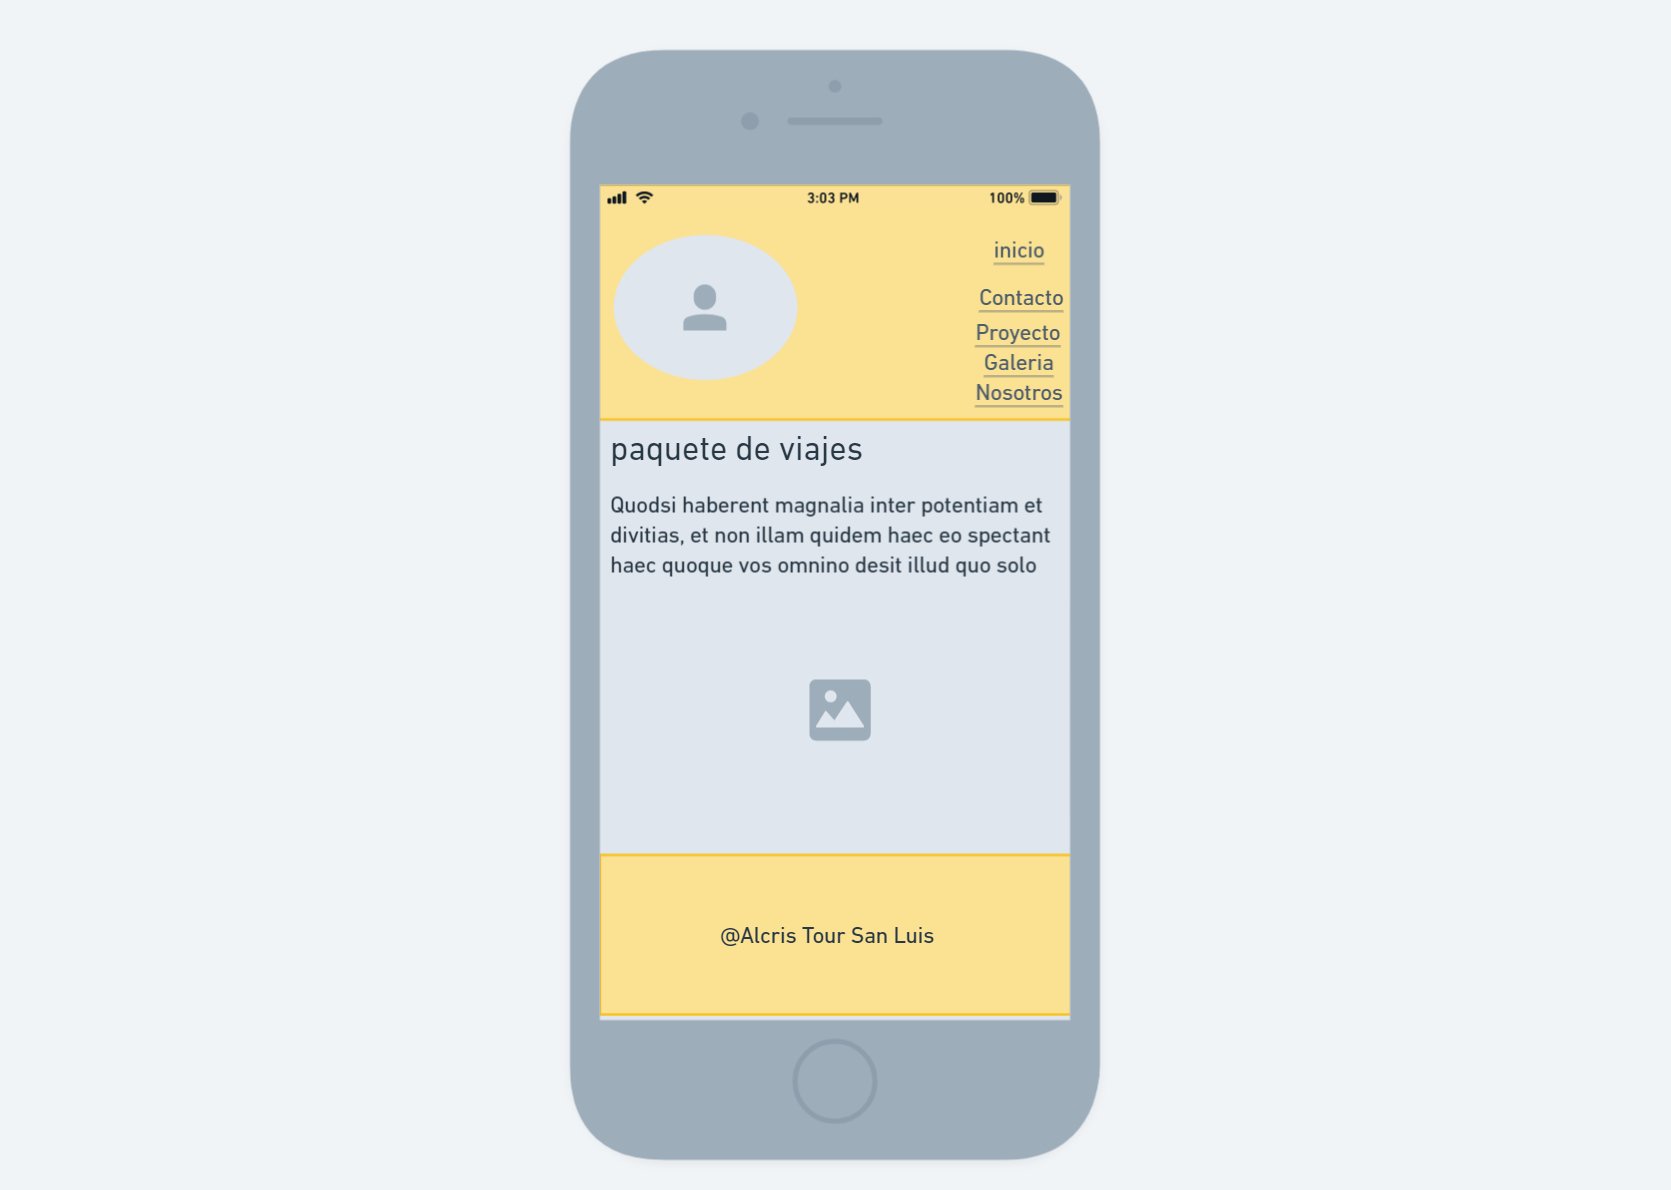 3:03 PM
100%
inicio
Contacto
Proyecto
Galeria
Nosotros
paquete de viajes
Quodsi haberent magnalia inter potentiam et
divitias, et non illam quidem haec eo spectant
haec quoque vos omnino desit illud quo solo
@Alcris Tour San Luis